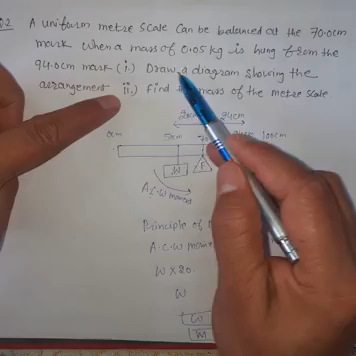 Q2 A uniform metre scale can be balanced at the 70.0cm
mark when a mass of 0.05 kg is hung from the
94.0cm mark (i.) Draw a diagram showing the
arrangement ii.) Find mass of the metre scale.
20cm 24cm
0cm 50cm 100cm
W F
A.C.W
Principle of
A.C.W
W × 20
W